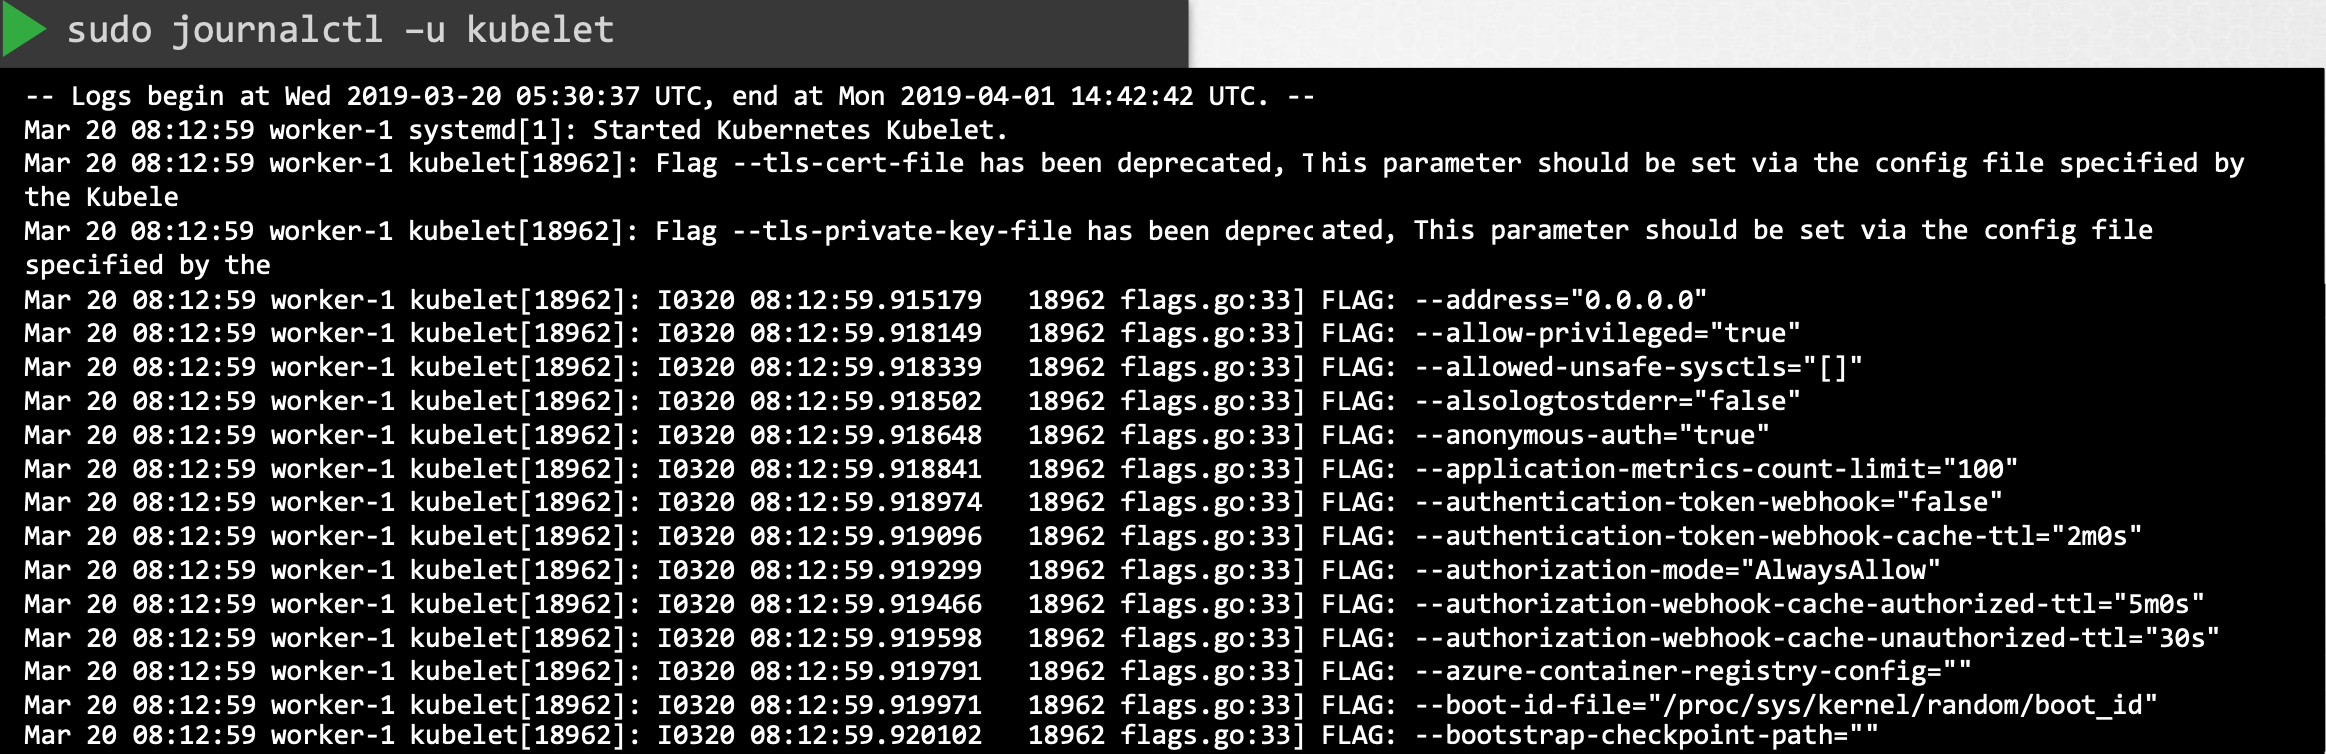 sudo journalctl –u kubelet
-- Logs begin at Wed 2019-03-20 05:30:37 UTC, end at Mon 2019-04-01 14:42:42 UTC. --
Mar 20 08:12:59 worker-1 systemd[1]: Started Kubernetes Kubelet.
Mar 20 08:12:59 worker-1 kubelet[18962]: Flag --tls-cert-file has been deprecated, This parameter should be set via the config file specified by
the Kubele
Mar 20 08:12:59 worker-1 kubelet[18962]: Flag --tls-private-key-file has been deprecated, This parameter should be set via the config file
specified by the
Mar 20 08:12:59 worker-1 kubelet[18962]: I0320 08:12:59.915179   18962 flags.go:33] FLAG: --address="0.0.0.0"
Mar 20 08:12:59 worker-1 kubelet[18962]: I0320 08:12:59.918149   18962 flags.go:33] FLAG: --allow-privileged="true"
Mar 20 08:12:59 worker-1 kubelet[18962]: I0320 08:12:59.918339   18962 flags.go:33] FLAG: --allowed-unsafe-sysctls="[]"
Mar 20 08:12:59 worker-1 kubelet[18962]: I0320 08:12:59.918502   18962 flags.go:33] FLAG: --alsologtostderr="false"
Mar 20 08:12:59 worker-1 kubelet[18962]: I0320 08:12:59.918648   18962 flags.go:33] FLAG: --anonymous-auth="true"
Mar 20 08:12:59 worker-1 kubelet[18962]: I0320 08:12:59.918841   18962 flags.go:33] FLAG: --application-metrics-count-limit="100"
Mar 20 08:12:59 worker-1 kubelet[18962]: I0320 08:12:59.918974   18962 flags.go:33] FLAG: --authentication-token-webhook="false"
Mar 20 08:12:59 worker-1 kubelet[18962]: I0320 08:12:59.919096   18962 flags.go:33] FLAG: --authentication-token-webhook-cache-ttl="2m0s"
Mar 20 08:12:59 worker-1 kubelet[18962]: I0320 08:12:59.919299   18962 flags.go:33] FLAG: --authorization-mode="AlwaysAllow"
Mar 20 08:12:59 worker-1 kubelet[18962]: I0320 08:12:59.919466   18962 flags.go:33] FLAG: --authorization-webhook-cache-authorized-ttl="5m0s"
Mar 20 08:12:59 worker-1 kubelet[18962]: I0320 08:12:59.919598   18962 flags.go:33] FLAG: --authorization-webhook-cache-unauthorized-ttl="30s"
Mar 20 08:12:59 worker-1 kubelet[18962]: I0320 08:12:59.919791   18962 flags.go:33] FLAG: --azure-container-registry-config=""
Mar 20 08:12:59 worker-1 kubelet[18962]: I0320 08:12:59.919971   18962 flags.go:33] FLAG: --boot-id-file="/proc/sys/kernel/random/boot_id"
Mar 20 08:12:59 worker-1 kubelet[18962]: I0320 08:12:59.920102   18962 flags.go:33] FLAG: --bootstrap-checkpoint-path=""